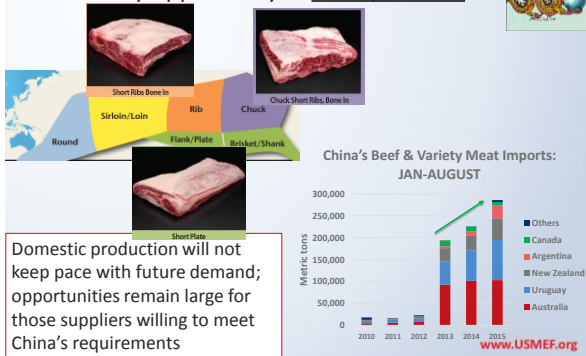 Short Ribs Bone In
Chuck Short Ribs, Bone In
Round
Sirloin/Loin
Rib
Chuck
Flank/Plate
Brisket/Shank
Short Plate
Domestic production will not
keep pace with future demand;
opportunities remain large for
those suppliers willing to meet
China's requirements
China's Beef & Variety Meat Imports:
JAN-AUGUST
Metric tons
300,000
250,000
200,000
150,000
100,000
50,000
0
2010 2011 2012 2013 2014 2015
Others
Canada
Argentina
New Zealand
Uruguay
Australia
www.USMEF.org